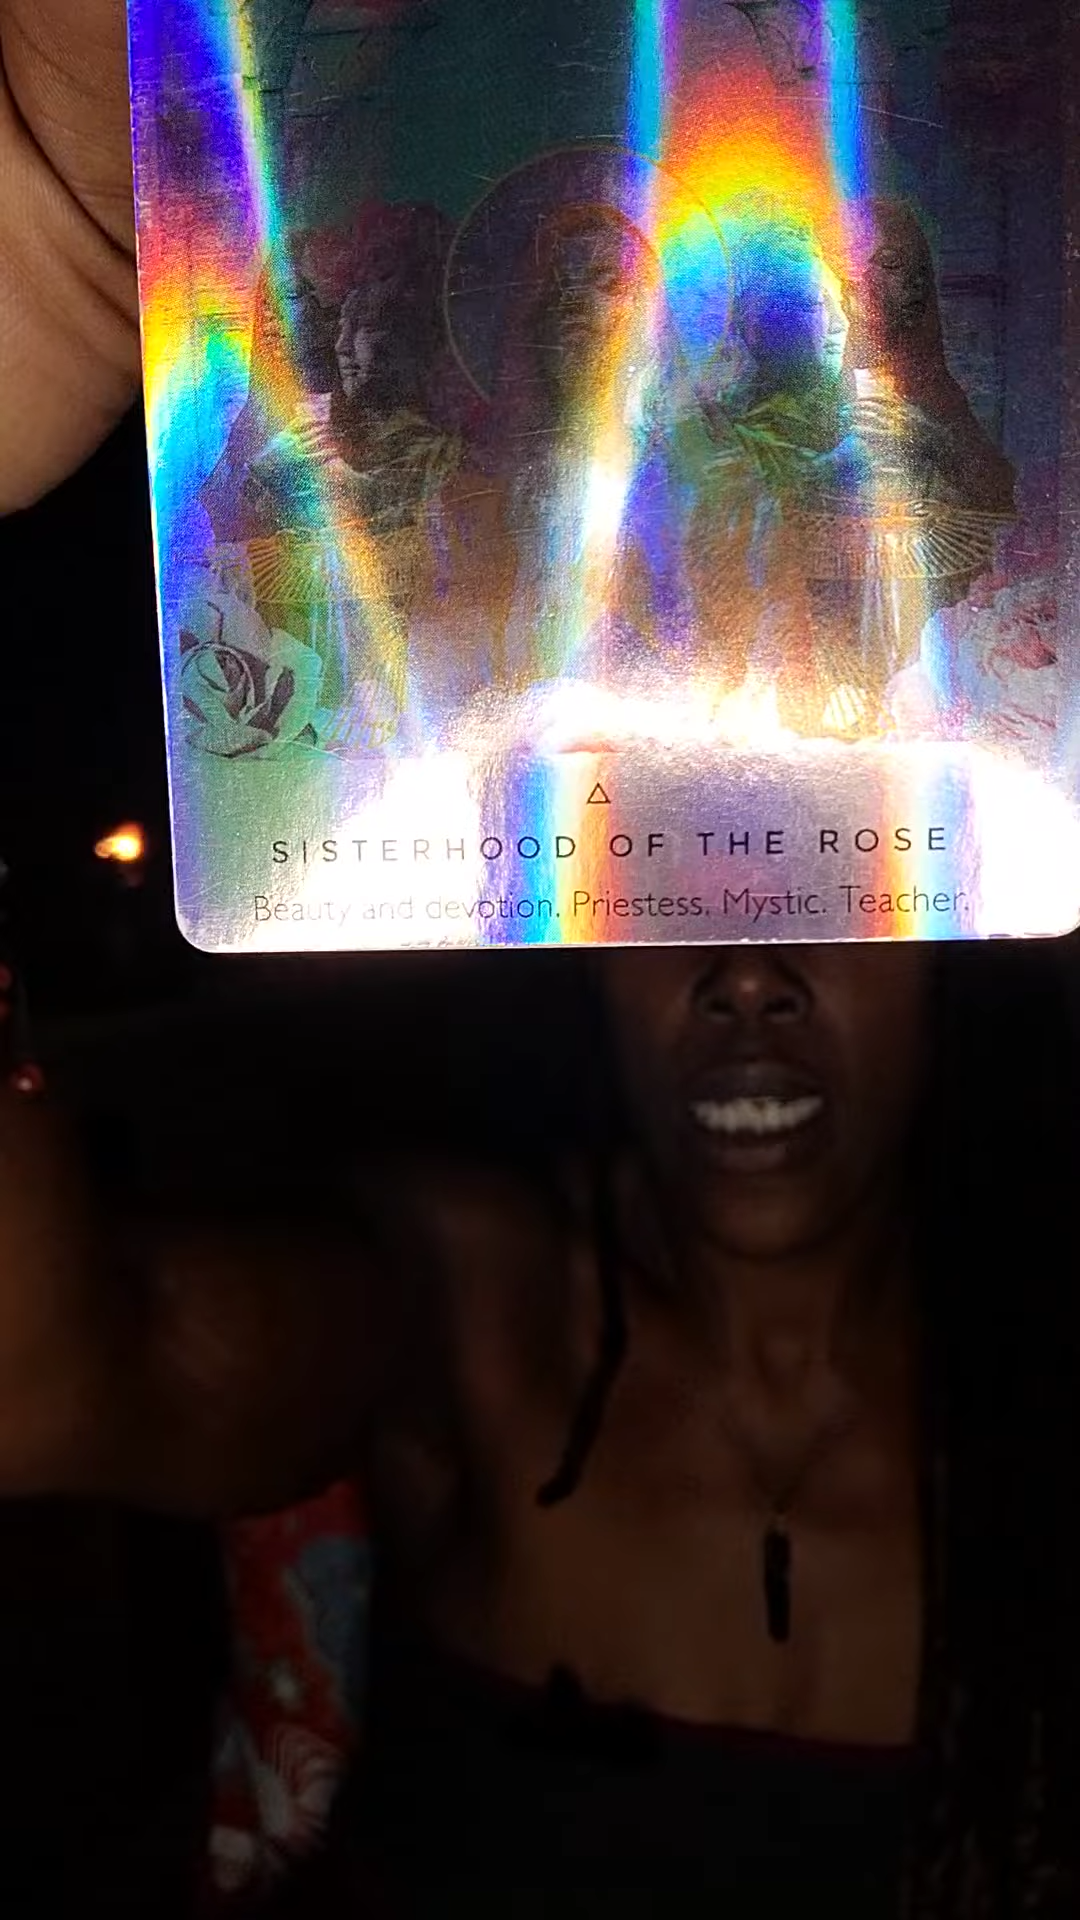 SISTERHOOD OF THE ROSE
Beauty and devotion. Priestess. Mystic. Teacher.